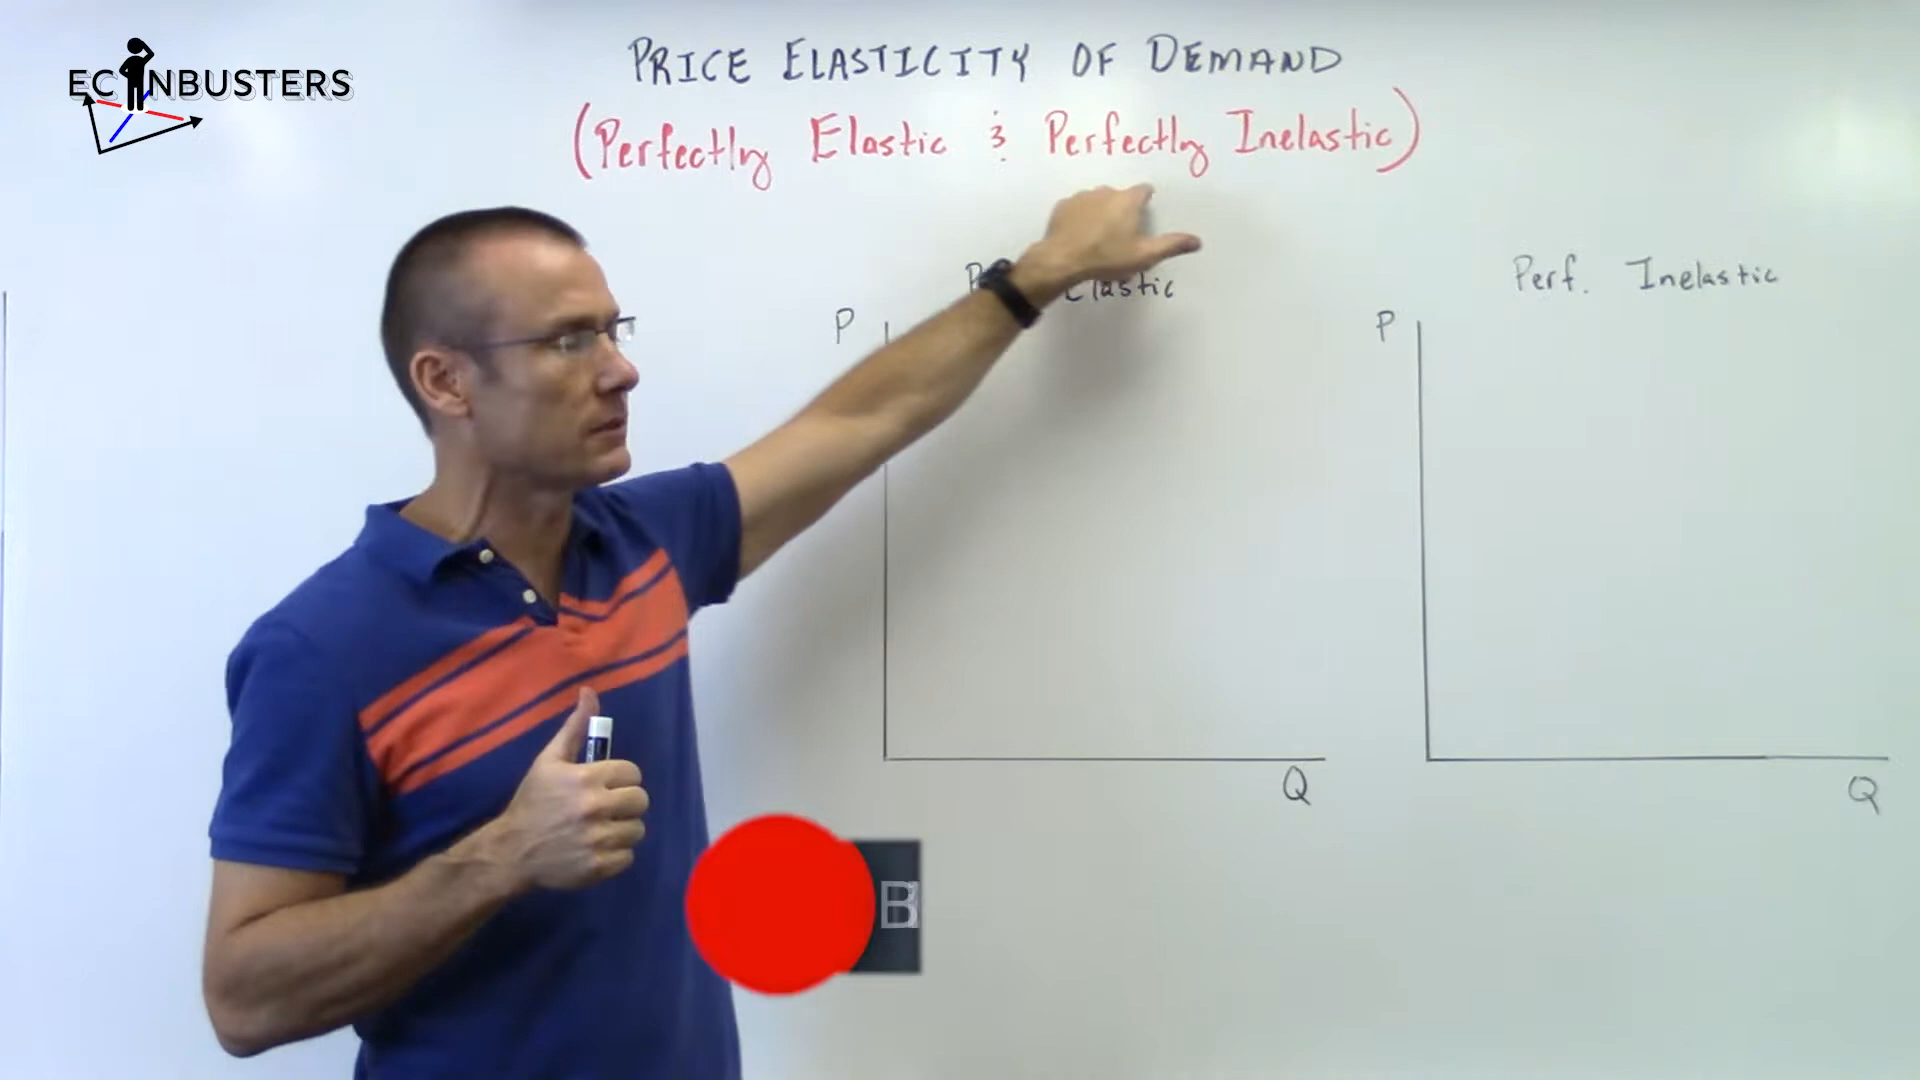 ECONBUSTERS
PRICE ELASTICITY OF DEMAND
(Perfectly Elastic & Perfectly Inelastic)
Elastic
Perf. Inelastic
P
P
Q
Q
B